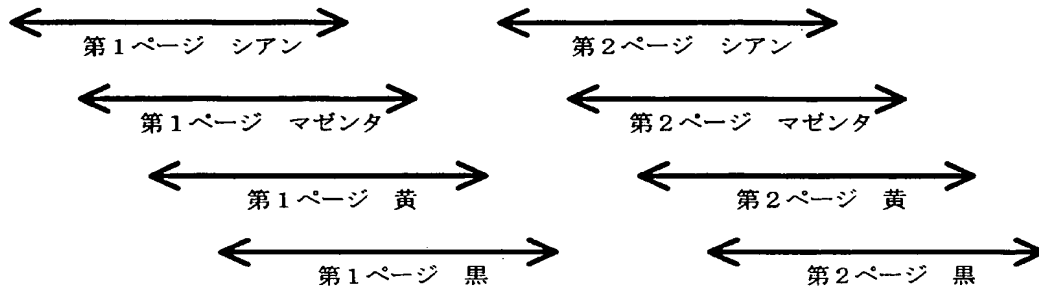 第１ページ　シアン　第２ページ　シアン
第１ページ　マゼンタ　第２ページ　マゼンタ
第１ページ　黄　第２ページ　黄
第１ページ　黒　第２ページ　黒